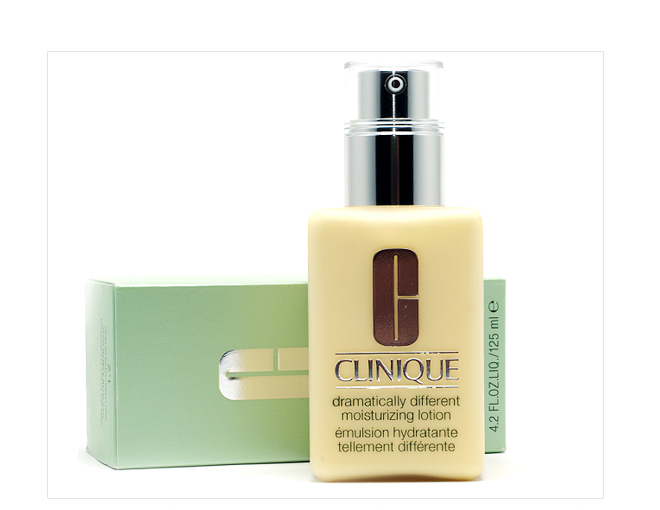 CLINIQUE
dramatically different
moisturizing lotion
émulsion hydratante
tellement différente
4.2 FL.OZ.LIQ./125 ml ℮